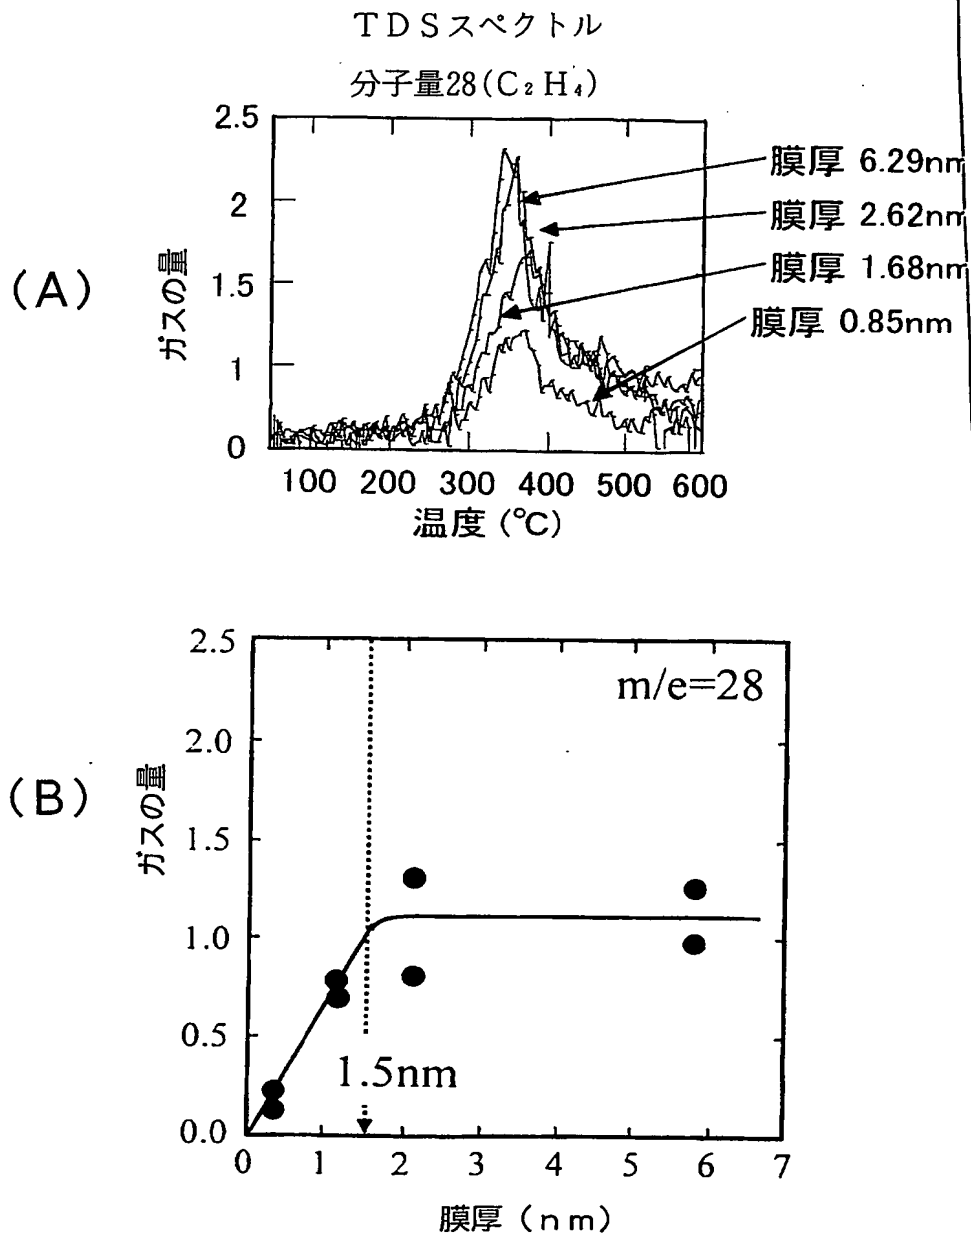 TDSスペクトル
分子量28(C₂H₄)
(A)
ガスの量
2.5
2
1.5
1
0
100 200 300 400 500 600
温度(℃)
膜厚 6.29nm
膜厚 2.62nm
膜厚 1.68nm
膜厚 0.85nm
(B)
ガスの量
2.5
2.0
1.5
1.0
0.5
0.0
m/e=28
1.5nm
0 1 2 3 4 5 6 7
膜厚(nm)